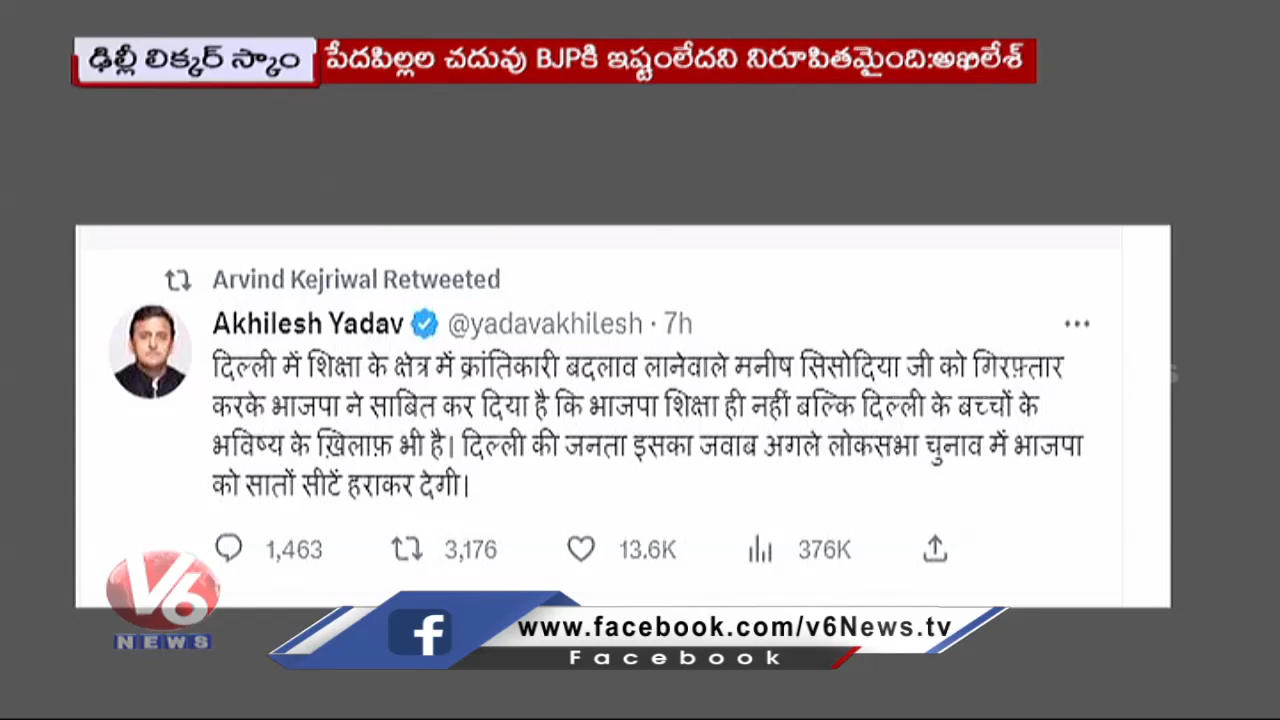 ఢిల్లీ లిక్కర్ స్కాం పేదపిల్లల చదువు BJPకి ఇష్టంలేదని నిరూపితమైంది:అఖిలేశ్
Arvind Kejriwal Retweeted
Akhilesh Yadav @yadavakhilesh · 7h
दिल्ली में शिक्षा के क्षेत्र में क्रांतिकारी बदलाव लानेवाले मनीष सिसोदिया जी को गिरफ़्तार
करके भाजपा ने साबित कर दिया है कि भाजपा शिक्षा ही नहीं बल्कि दिल्ली के बच्चों के
भविष्य के ख़िलाफ़ भी है। दिल्ली की जनता इसका जवाब अगले लोकसभा चुनाव में भाजपा
को सातों सीटें हराकर देगी।
1,463 3,176 13.6K 376K
V6
NEWS
www.facebook.com/v6News.tv
Facebook